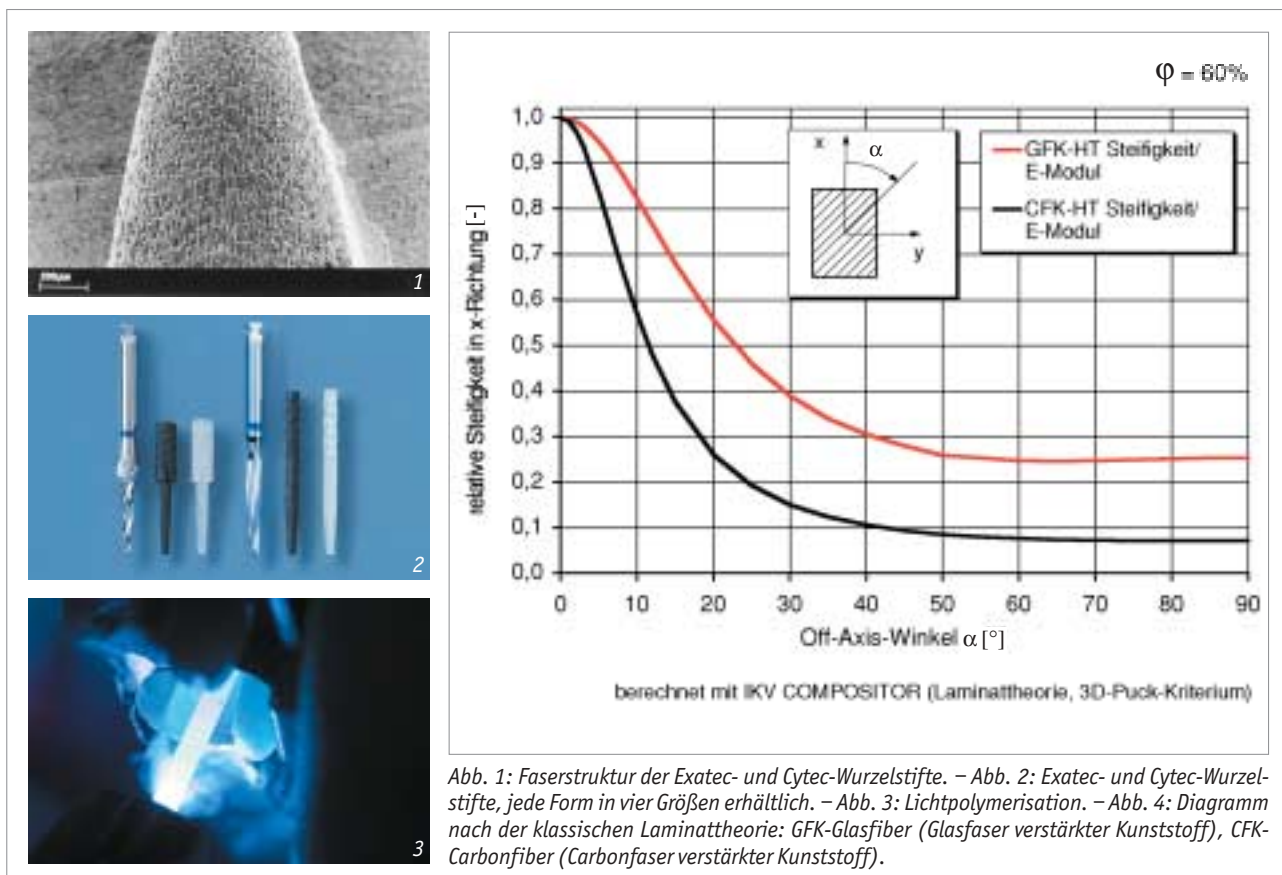 1
2
3
φ = 60%
relative Steifigkeit in x-Richtung [-]
1,0
0,9
0,8
0,7
0,6
0,5
0,4
0,3
0,2
0,1
0,0
x
α
y
GFK-HT Steifigkeit/
E-Modul
CFK-HT Steifigkeit/
E-Modul
0 10 20 30 40 50 60 70 80 90
Off-Axis-Winkel α [°]
berechnet mit IKV COMPOSITOR (Laminattheorie, 3D-Puck-Kriterium)
Abb. 1: Faserstruktur der Exatec- und Cytec-Wurzelstifte. – Abb. 2: Exatec- und Cytec-Wurzel-
stifte, jede Form in vier Größen erhältlich. – Abb. 3: Lichtpolymerisation. – Abb. 4: Diagramm
nach der klassischen Laminattheorie: GFK-Glasfiber (Glasfaser verstärkter Kunststoff), CFK-
Carbonfiber (Carbonfaser verstärkter Kunststoff).